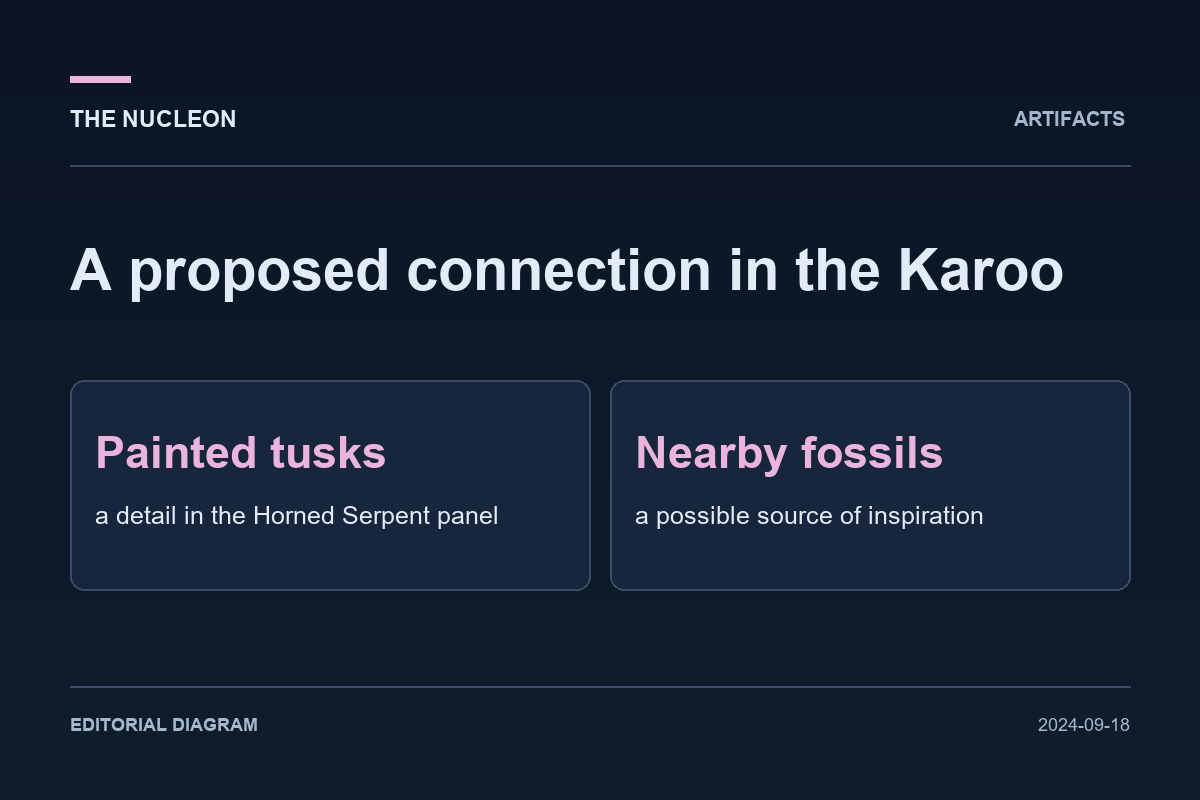 THE NUCLEON
ARTIFACTS
A proposed connection in the Karoo
Painted tusks
a detail in the Horned Serpent panel
Nearby fossils
a possible source of inspiration
EDITORIAL DIAGRAM
2024-09-18